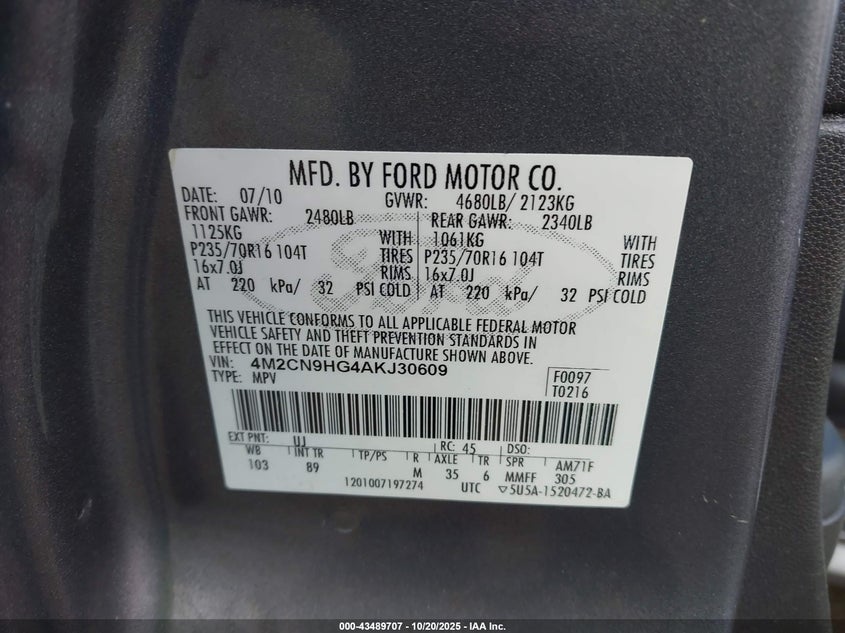 MFD. BY FORD MOTOR CO.
DATE: 07/10 GVWR: 4680LB/ 2123KG
FRONT GAWR: 2480LB REAR GAWR: 2340LB
1125KG WITH 1061KG WITH
P235/70R16 104T TIRES P235/70R16 104T TIRES
16x7.0J RIMS 16x7.0J RIMS
AT 220 kPa/ 32 PSI COLD AT 220 kPa/ 32 PSI COLD
Ford
THIS VEHICLE CONFORMS TO ALL APPLICABLE FEDERAL MOTOR
VEHICLE SAFETY AND THEFT PREVENTION STANDARDS IN
EFFECT ON THE DATE OF MANUFACTURE SHOWN ABOVE.
VIN: 4M2CN9HG4AKJ30609
TYPE: MPV
F0097
T0216
EXT PNT: UJ RC: 45 DSO:
WB INT TR TP/PS R AXLE TR SPR AM71F
103 89 M 35 6 MMFF 305
1201007197274 UTC ▽5U5A-1520472-BA
000-43489707 - 10/20/2025 - IAA Inc.